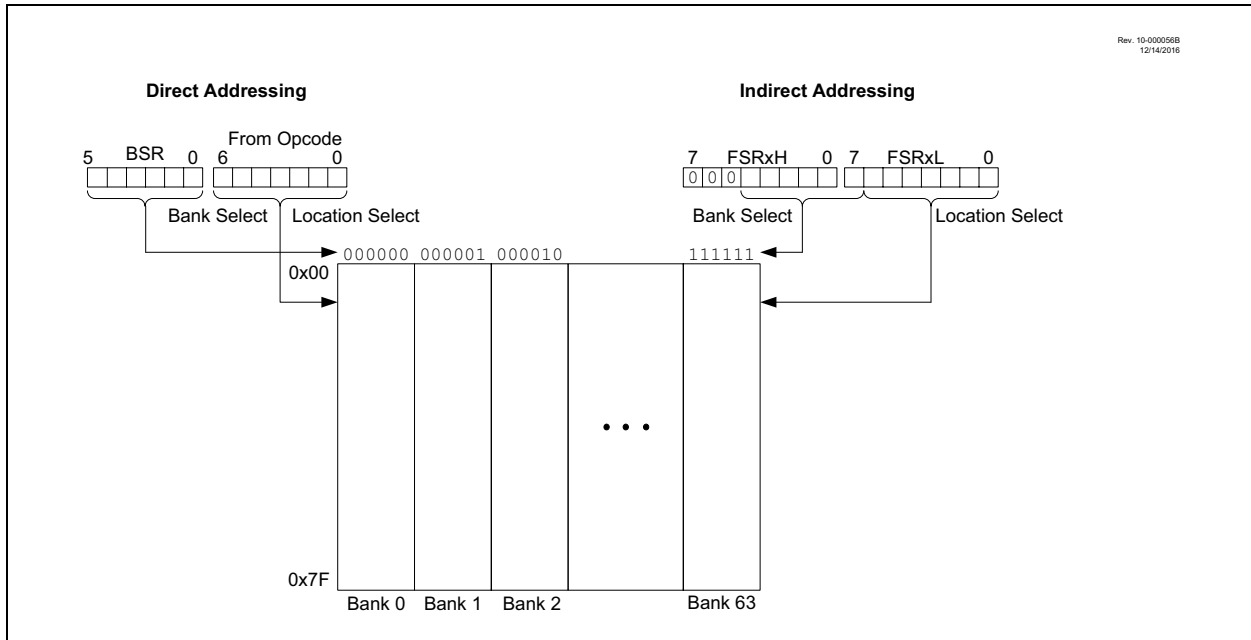 Rev. 10-000056B
12/14/2016
Direct Addressing
Indirect Addressing
From Opcode
5 BSR 0 6 0
7 FSRxH 0 7 FSRxL 0
0 0 0
Bank Select Location Select
Bank Select Location Select
000000 000001 000010 111111
0x00
• • •
0x7F
Bank 0 Bank 1 Bank 2 Bank 63